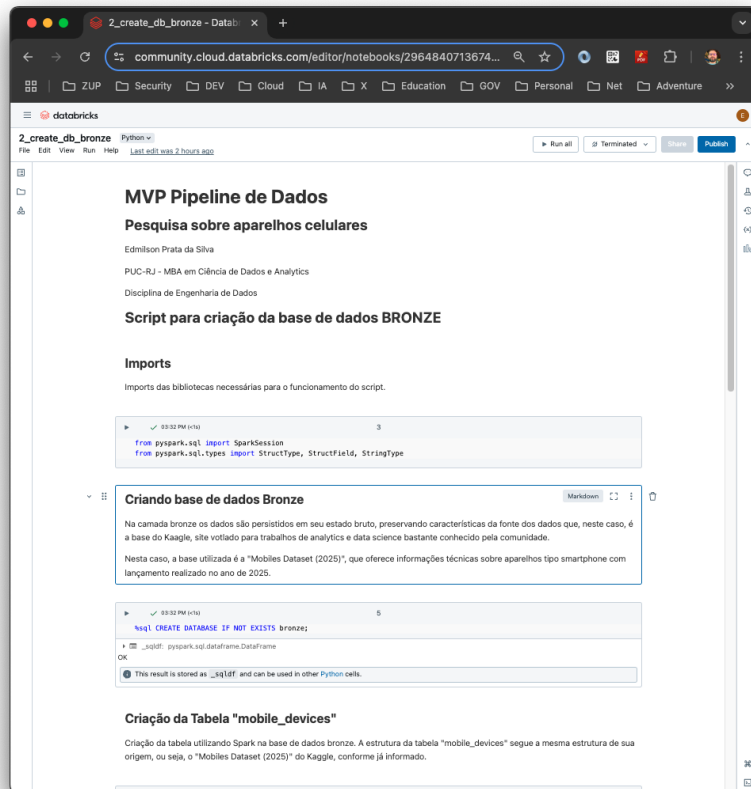 2_create_db_bronze - Datab
community.cloud.databricks.com/editor/notebooks/2964840713674...
ZUP Security DEV Cloud IA X Education GOV Personal Net Adventure
databricks
E
2_create_db_bronze Python
Run all Terminated Share Publish
File Edit View Run Help Last edit was 2 hours ago
MVP Pipeline de Dados
Pesquisa sobre aparelhos celulares
Edmilson Prata da Silva
PUC-RJ - MBA em Ciência de Dados e Analytics
Disciplina de Engenharia de Dados
Script para criação da base de dados BRONZE
Imports
Imports das bibliotecas necessárias para o funcionamento do script.
03:32 PM (<1s) 3
from pyspark.sql import SparkSession
from pyspark.sql.types import StructType, StructField, StringType
Criando base de dados Bronze
Markdown
Na camada bronze os dados são persistidos em seu estado bruto, preservando características da fonte dos dados que, neste caso, é
a base do Kaagle, site votlado para trabalhos de analytics e data science bastante conhecido pela comunidade.
Nesta caso, a base utilizada é a "Mobiles Dataset (2025)", que oferece informações técnicas sobre aparelhos tipo smartphone com
lançamento realizado no ano de 2025.
03:32 PM (<1s) 5
%sql CREATE DATABASE IF NOT EXISTS bronze;
_sqldf: pyspark.sql.dataframe.DataFrame
OK
This result is stored as _sqldf and can be used in other Python cells.
Criação da Tabela "mobile_devices"
Criação da tabela utilizando Spark na base de dados bronze. A estrutura da tabela "mobile_devices" segue a mesma estrutura de sua
origem, ou seja, o "Mobiles Dataset (2025)" do Kaggle, conforme já informado.